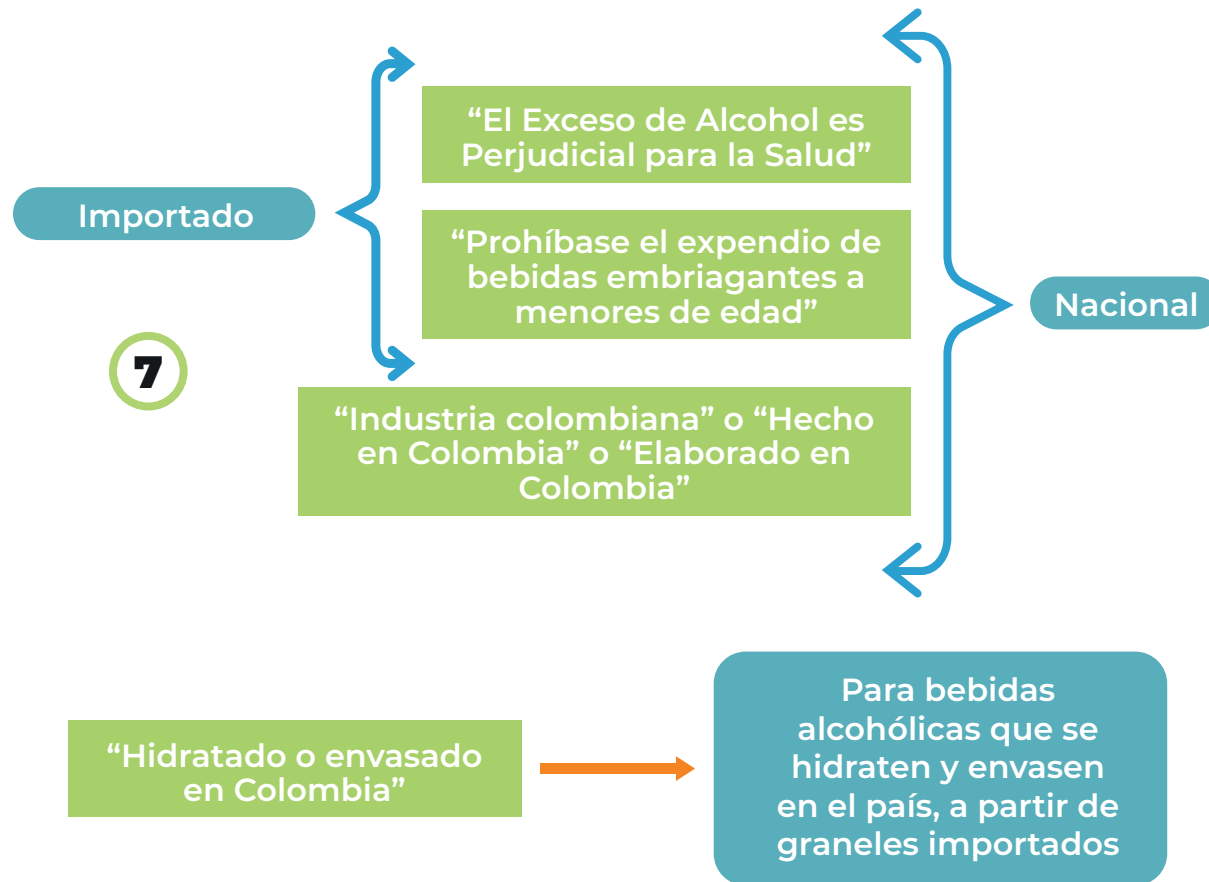 “El Exceso de Alcohol es
Perjudicial para la Salud”
Importado
“Prohíbase el expendio de
bebidas embriagantes a
menores de edad”
Nacional
7
“Industria colombiana” o “Hecho
en Colombia” o “Elaborado en
Colombia”
“Hidratado o envasado
en Colombia”
Para bebidas
alcohólicas que se
hidraten y envasen
en el país, a partir de
graneles importados